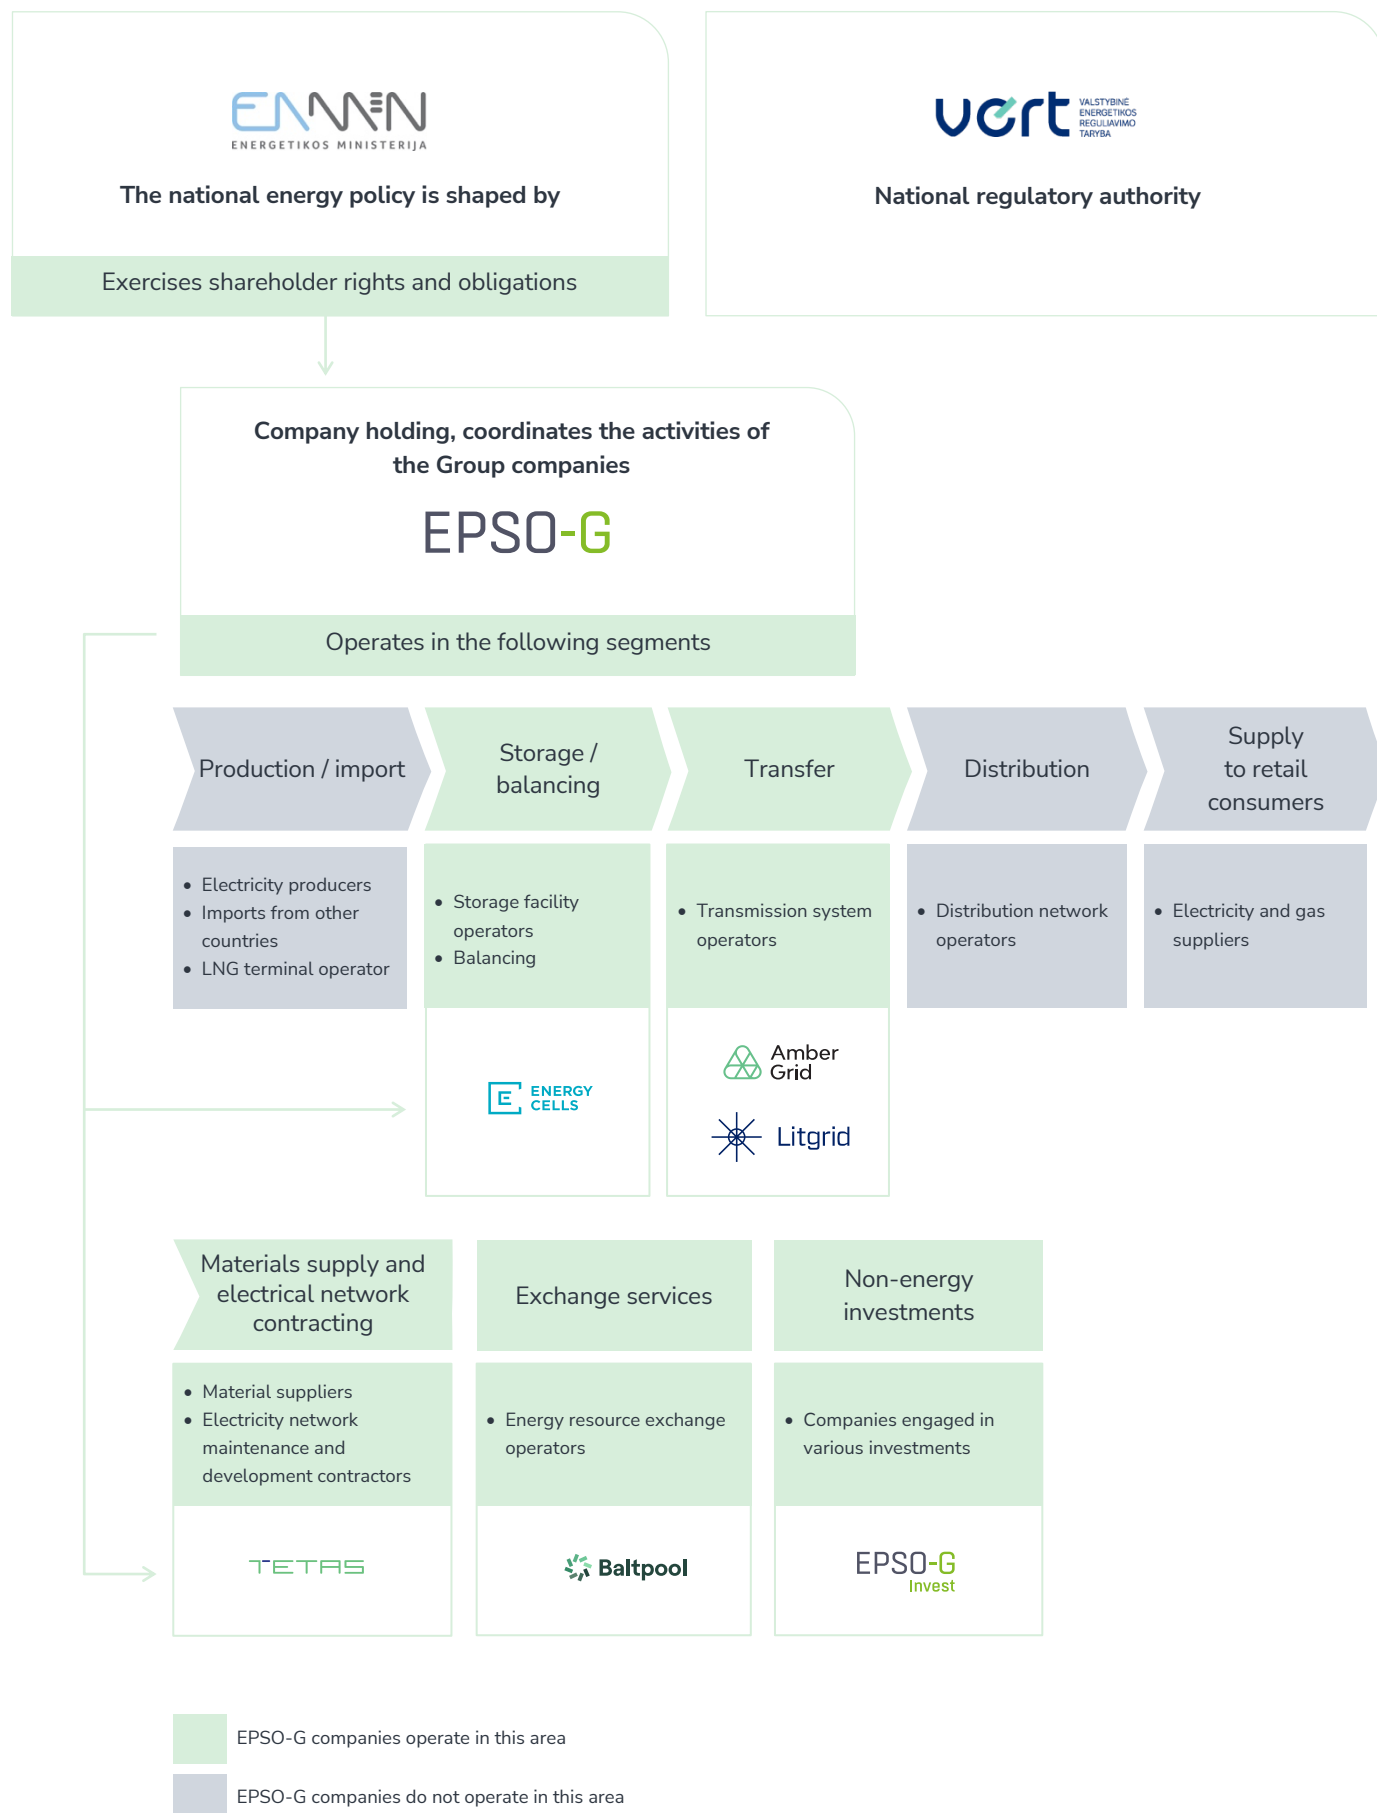 ENMIN
ENERGETIKOS MINISTERIJA
The national energy policy is shaped by
Exercises shareholder rights and obligations
vert
VALSTYBINĖ
ENERGETIKOS
REGULIAVIMO
TARYBA
National regulatory authority
Company holding, coordinates the activities of
the Group companies
EPSO-G
Operates in the following segments
Production / import
Storage /
balancing
Transfer
Distribution
Supply
to retail
consumers
• Electricity producers
• Imports from other
countries
• LNG terminal operator
• Storage facility
operators
• Balancing
• Transmission system
operators
• Distribution network
operators
• Electricity and gas
suppliers
ENERGY
CELLS
Amber
Grid
Litgrid
Materials supply and
electrical network
contracting
Exchange services
Non-energy
investments
• Material suppliers
• Electricity network
maintenance and
development contractors
• Energy resource exchange
operators
• Companies engaged in
various investments
TETAS
Baltpool
EPSO-G
Invest
EPSO-G companies operate in this area
EPSO-G companies do not operate in this area